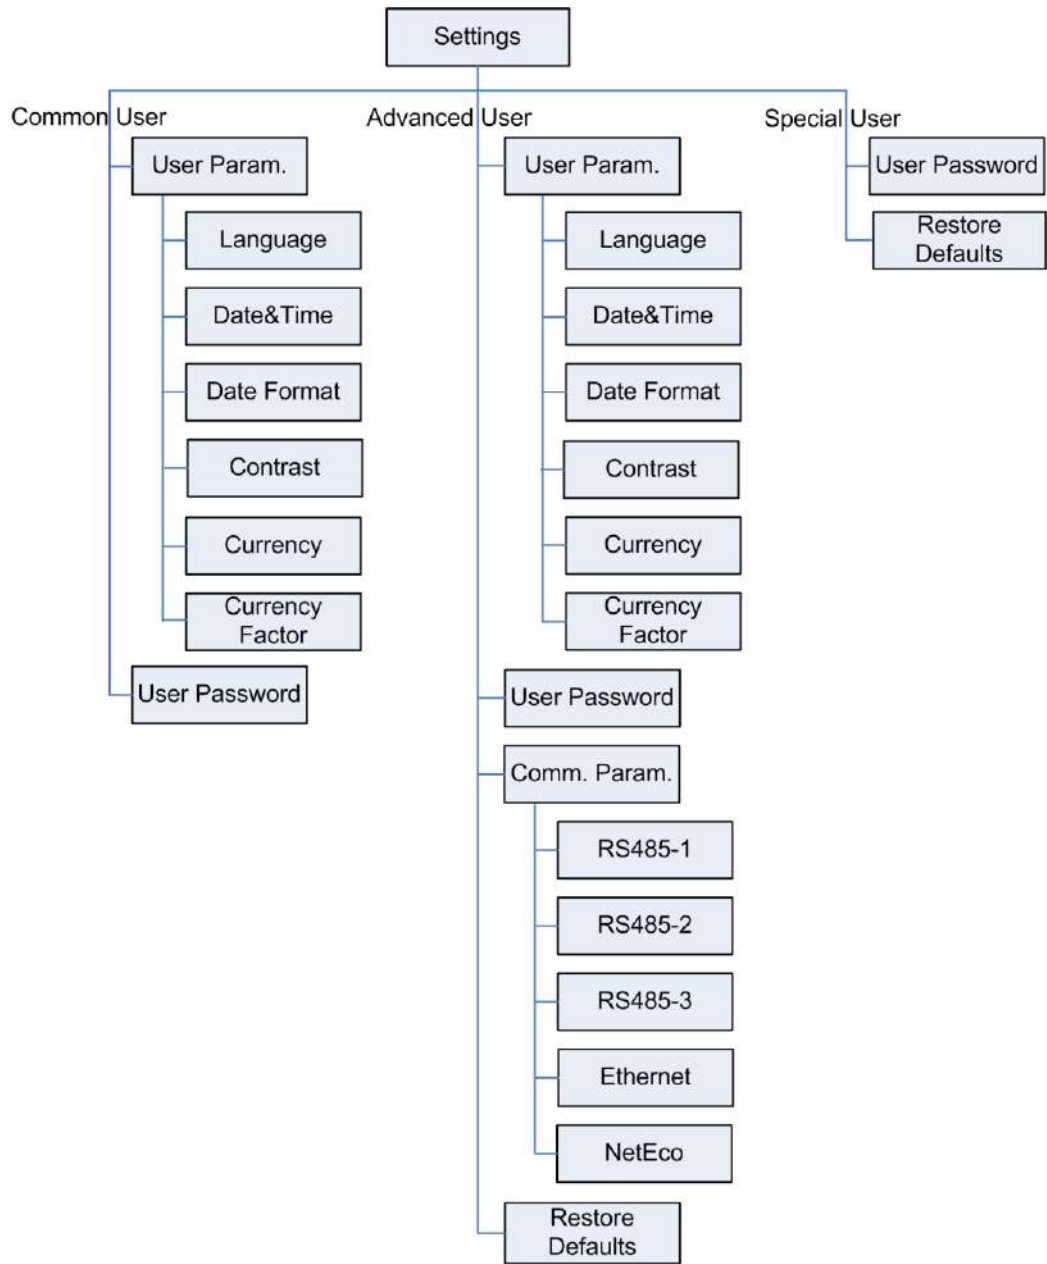 Settings
Common User
User Param.
Language
Date&Time
Date Format
Contrast
Currency
Currency
Factor
User Password
Advanced User
User Param.
Language
Date&Time
Date Format
Contrast
Currency
Currency
Factor
User Password
Comm. Param.
RS485-1
RS485-2
RS485-3
Ethernet
NetEco
Restore
Defaults
Special User
User Password
Restore
Defaults